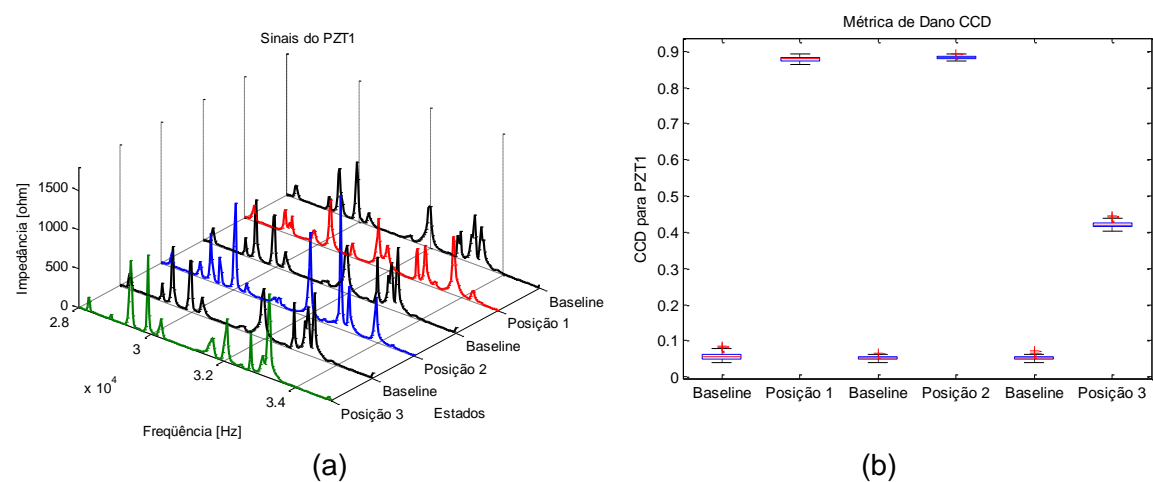 Sinais do PZT1
Impedância [ohm]
1500
1000
500
0
2.8
3
3.2
3.4
x 10^4
Freqüência [Hz]
Baseline
Posição 1
Baseline
Posição 2
Baseline
Posição 3
Estados
(a)
Métrica de Dano CCD
CCD para PZT1
0.9
0.8
0.7
0.6
0.5
0.4
0.3
0.2
0.1
0
Baseline Posição 1 Baseline Posição 2 Baseline Posição 3
(b)